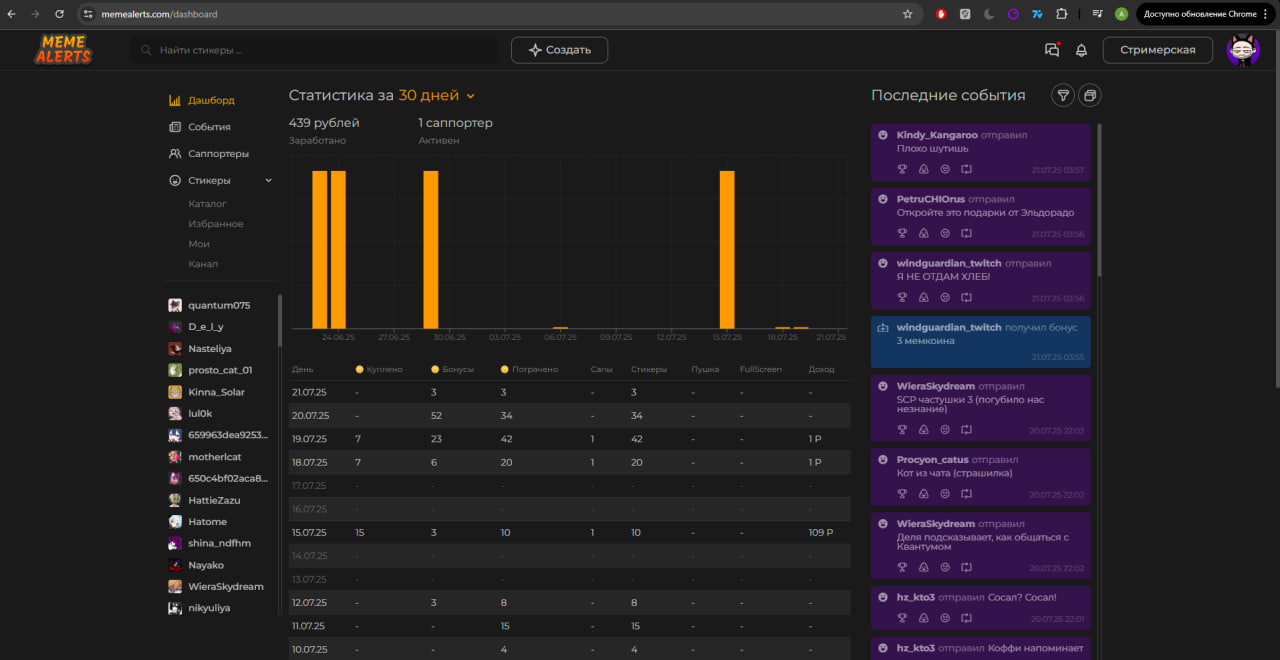 memealerts.com/dashboard
Доступно обновление Chrome
MEME
ALERTS
Найти стикеры ...
Создать
Стримерская
Дашборд
События
Саппортеры
Стикеры
Каталог
Избранное
Мои
Канал
quantum075
D_e_l_y
Nasteliya
prosto_cat_01
Kinna_Solar
lul0k
659963dea9253...
motherlcat
650c4bf02aca8...
HattieZazu
Hatome
shina_ndfhm
Nayako
WieraSkydream
nikyuliya
Статистика за 30 дней
439 рублей 1 саппортер
Заработано Активен
24.06.25 27.06.25 30.06.25 03.07.25 06.07.25 09.07.25 12.07.25 15.07.25 18.07.25 21.07.25
День Куплено Бонусы Потрачено Сапы Стикеры Пушка FullScreen Доход
21.07.25 - 3 3 - 3 - - -
20.07.25 - 52 34 - 34 - - -
19.07.25 7 23 42 1 42 - - 1 Р
18.07.25 7 6 20 1 20 - - 1 Р
17.07.25 - - - - - - - -
16.07.25 - - - - - - - -
15.07.25 15 3 10 1 10 - - 109 Р
14.07.25 - - - - - - - -
13.07.25 - - - - - - - -
12.07.25 - 3 8 - 8 - - -
11.07.25 - - 15 - 15 - - -
10.07.25 - - 4 - 4 - - -
Последние события
Kindy_Kangaroo отправил
Плохо шутишь
21.07.25 03:57
PetruCHIOrus отправил
Откройте это подарки от Эльдорадо
21.07.25 03:56
windguardian_twitch отправил
Я НЕ ОТДАМ ХЛЕБ!
21.07.25 03:56
windguardian_twitch получил бонус
3 мемкоина
21.07.25 03:55
WieraSkydream отправил
SCP частушки 3 (погубило нас
незнание)
20.07.25 22:03
Procyon_catus отправил
Кот из чата (страшилка)
20.07.25 22:02
WieraSkydream отправил
Деля подсказывает, как общаться с
Квантумом
20.07.25 22:02
hz_kto3 отправил Сосал? Сосал!
20.07.25 22:01
hz_kto3 отправил Коффи напоминает